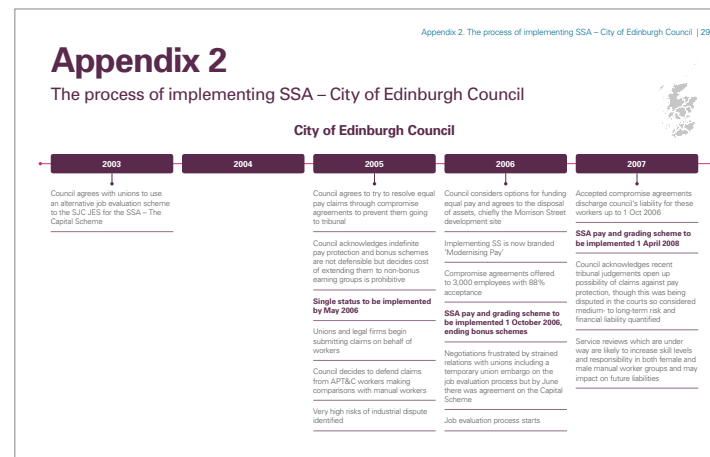 Appendix 2. The process of implementing SSA – City of Edinburgh Council | 29
Appendix 2
The process of implementing SSA – City of Edinburgh Council
City of Edinburgh Council
2003
2004
2005
2006
2007
Council agrees with unions to use
an alternative job evaluation scheme
to the SJC JES for the SSA – The
Capital Scheme
Council agrees to try to resolve equal
pay claims through compromise
agreements to prevent them going
to tribunal
Council acknowledges indefinite
pay protection and bonus schemes
are not defensible but decides cost
of extending them to non-bonus
earning groups is prohibitive
Single status to be implemented
by May 2006
Unions and legal firms begin
submitting claims on behalf of
workers
Council decides to defend claims
from APT&C workers making
comparisons with manual workers
Very high risks of industrial dispute
identified
Council considers options for funding
equal pay and agrees to the disposal
of assets, chiefly the Morrison Street
development site
Implementing SS is now branded
'Modernising Pay'
Compromise agreements offered
to 3,000 employees with 88%
acceptance
SSA pay and grading scheme to
be implemented 1 October 2006,
ending bonus schemes
Negotiations frustrated by strained
relations with unions including a
temporary union embargo on the
job evaluation process but by June
there was agreement on the Capital
Scheme
Job evaluation process starts
Accepted compromise agreements
discharge council's liability for these
workers up to 1 Oct 2006
SSA pay and grading scheme to
be implemented 1 April 2008
Council acknowledges recent
tribunal judgements open up
possibility of claims against pay
protection, though this was being
disputed in the courts so considered
medium- to long-term risk and
financial liability quantified
Service reviews which are under
way are likely to increase skill levels
and responsibility in both female and
male manual worker groups and may
impact on future liabilities